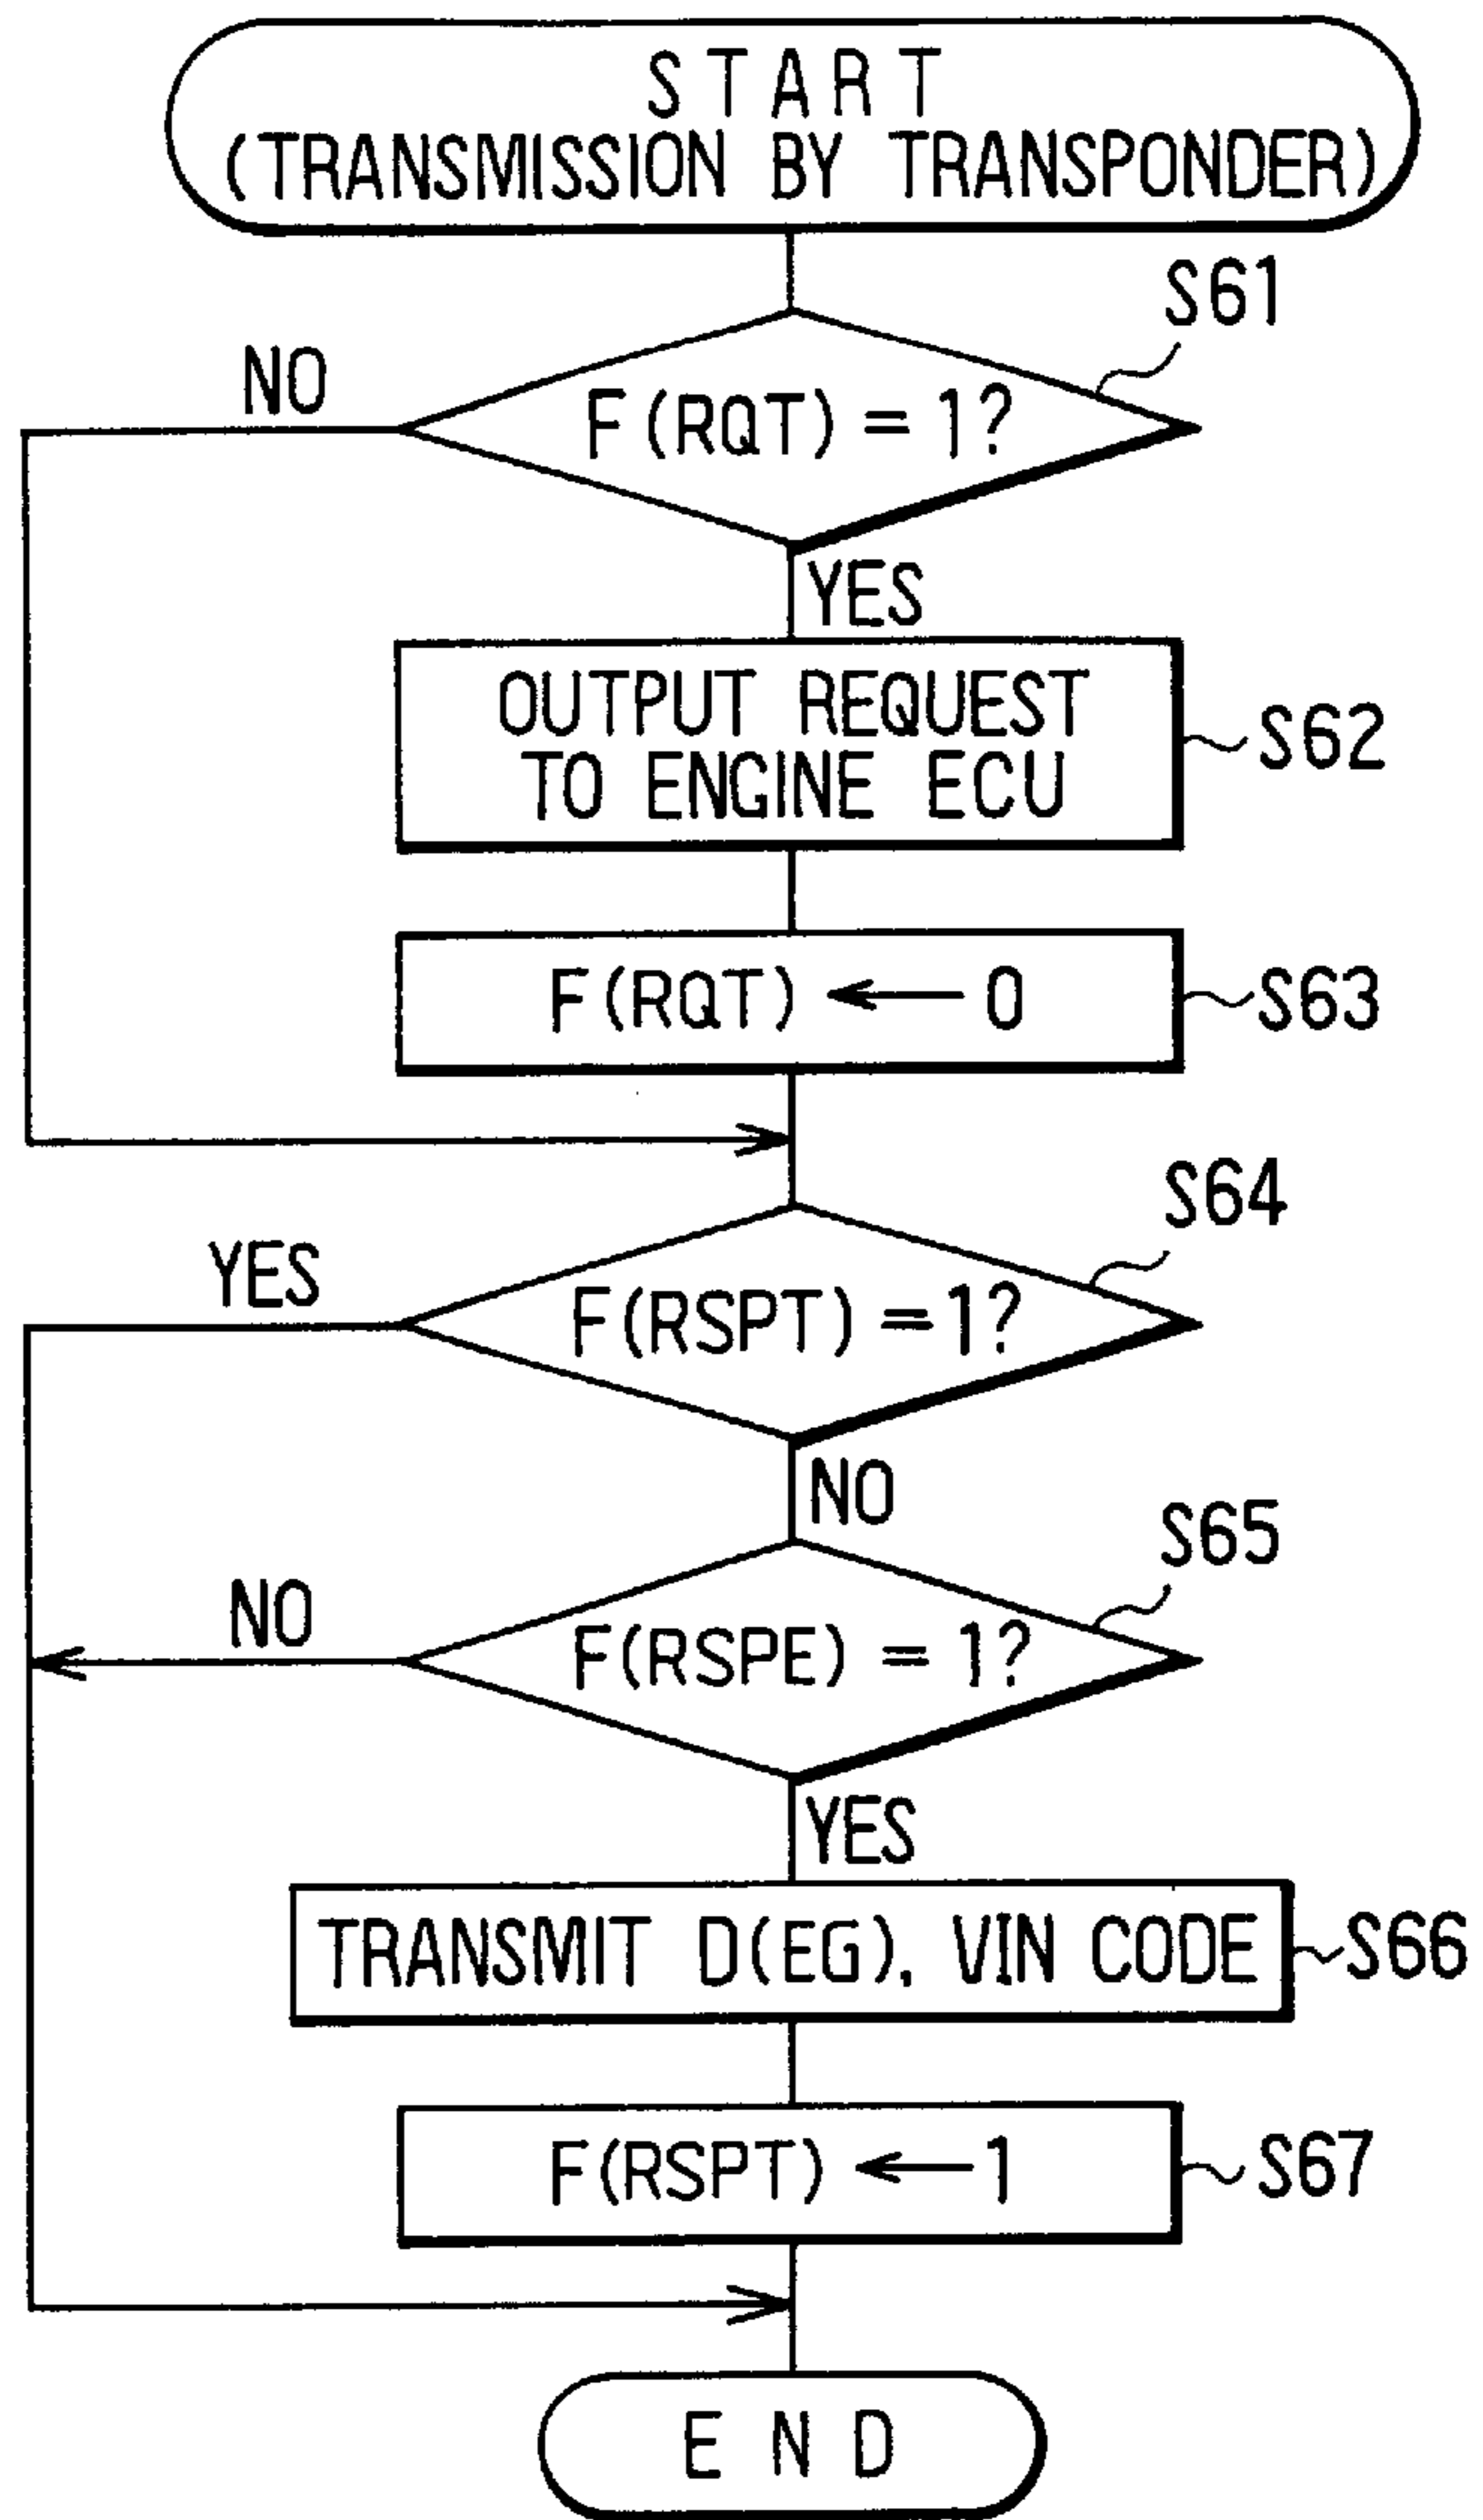 START
(TRANSMISSION BY TRANSPONDER)
S61
NO
F(RQT)=1?
YES
OUTPUT REQUEST
TO ENGINE ECU
S62
F(RQT) ← 0
S63
S64
YES
F(RSPT)=1?
NO
S65
NO
F(RSPE)=1?
YES
TRANSMIT D(EG), VIN CODE
S66
F(RSPT) ← 1
S67
END